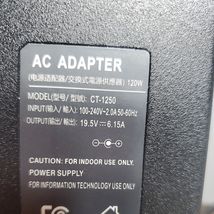 AC ADAPTER
(电源适配器/交換式電源供應器) 120W
MODEL(型号/型號): CT-1250
INPUT(输入/輸入): 100-240V~2.0A 50-60Hz
OUTPUT(输出/輸出): 19.5V⎓6.15A
CAUTION: FOR INDOOR USE ONLY.
POWER SUPPLY
FOR INFORMATION TECHNOLOGY USE ONLY